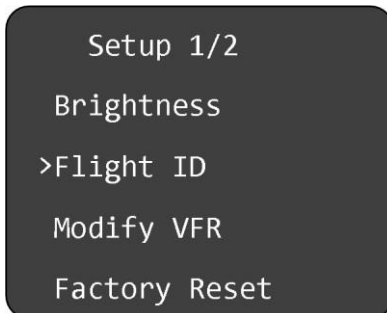 Setup 1/2
Brightness
>Flight ID
Modify VFR
Factory Reset